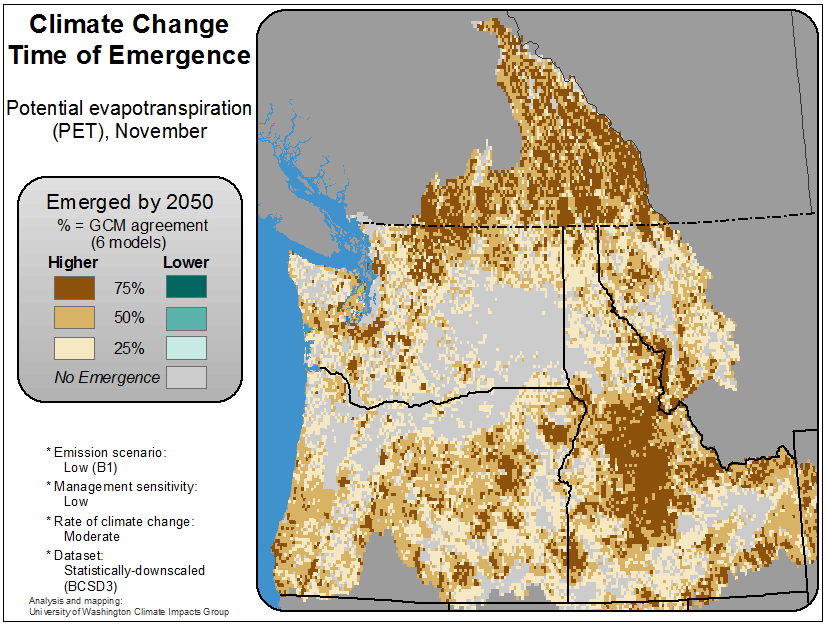 Climate Change
Time of Emergence
Potential evapotranspiration
(PET), November
Emerged by 2050
% = GCM agreement
(6 models)
Higher Lower
75%
50%
25%
No Emergence
* Emission scenario:
Low (B1)
* Management sensitivity:
Low
* Rate of climate change:
Moderate
* Dataset:
Statistically-downscaled
(BCSD3)
Analysis and mapping:
University of Washington Climate Impacts Group